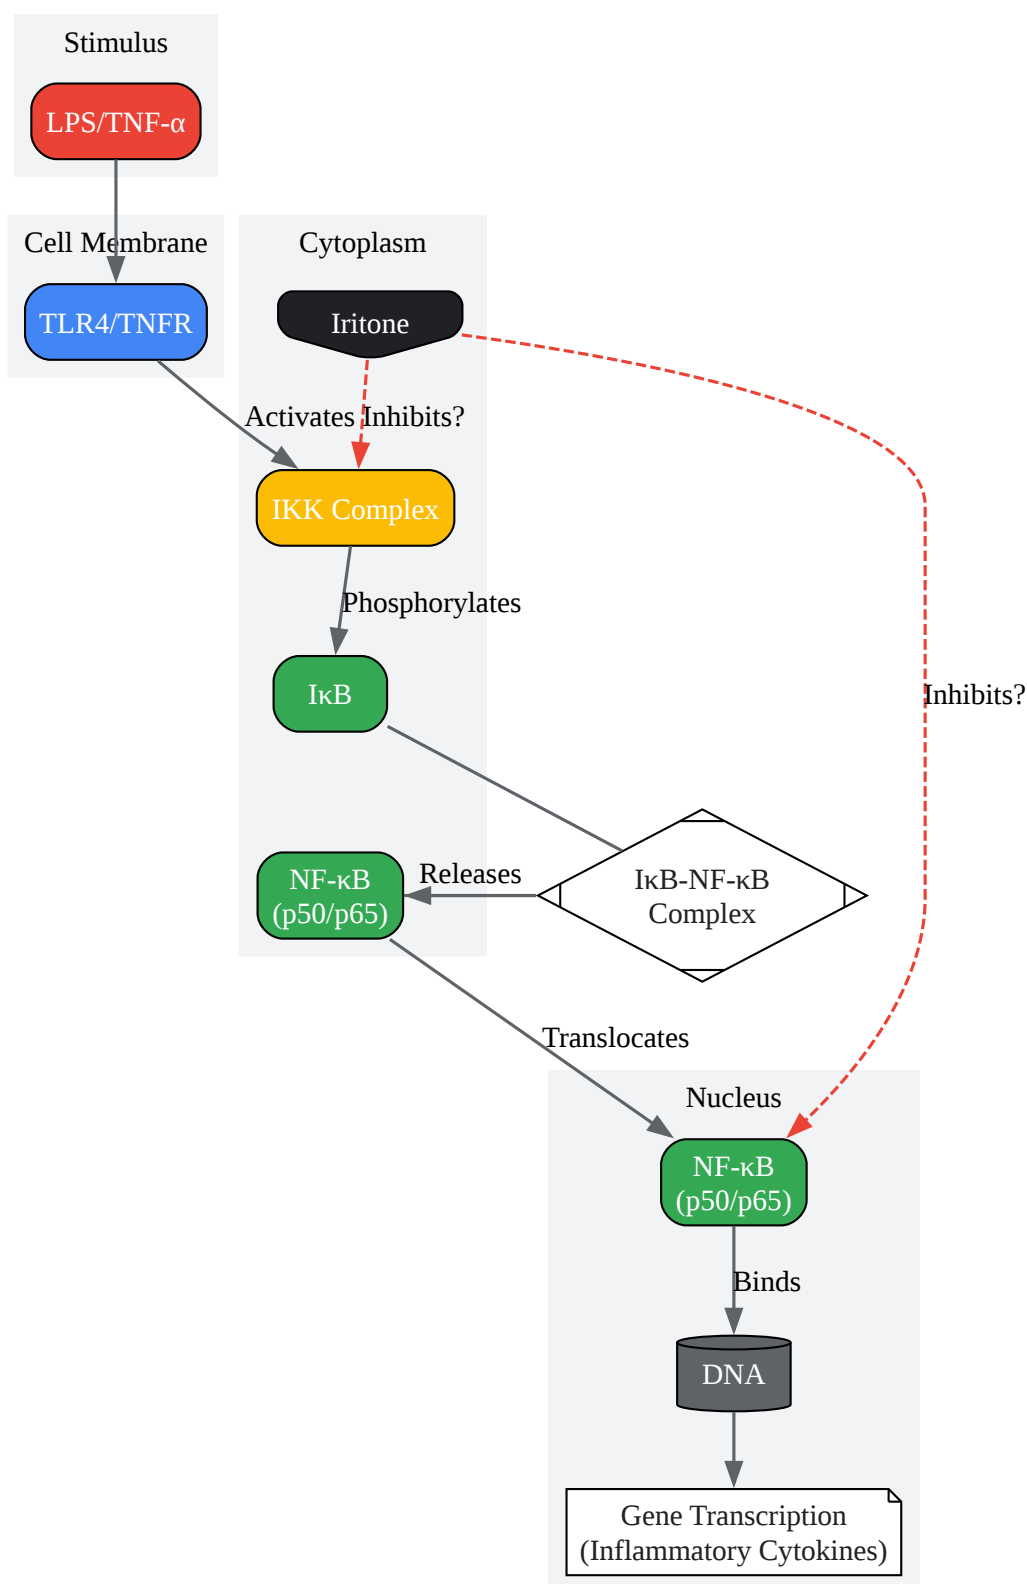 Stimulus
LPS/TNF-α
Cell Membrane
Cytoplasm
TLR4/TNFR
Iritone
Activates
Inhibits?
IKK Complex
Phosphorylates
IκB
Inhibits?
Releases
NF-κB
(p50/p65)
IκB-NF-κB
Complex
Translocates
Nucleus
NF-κB
(p50/p65)
Binds
DNA
Gene Transcription
(Inflammatory Cytokines)